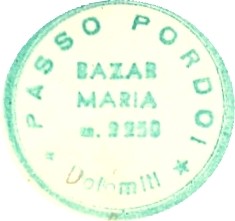 PASSO PORDOI
BAZAR
MARIA
m. 2250
Dolomiti